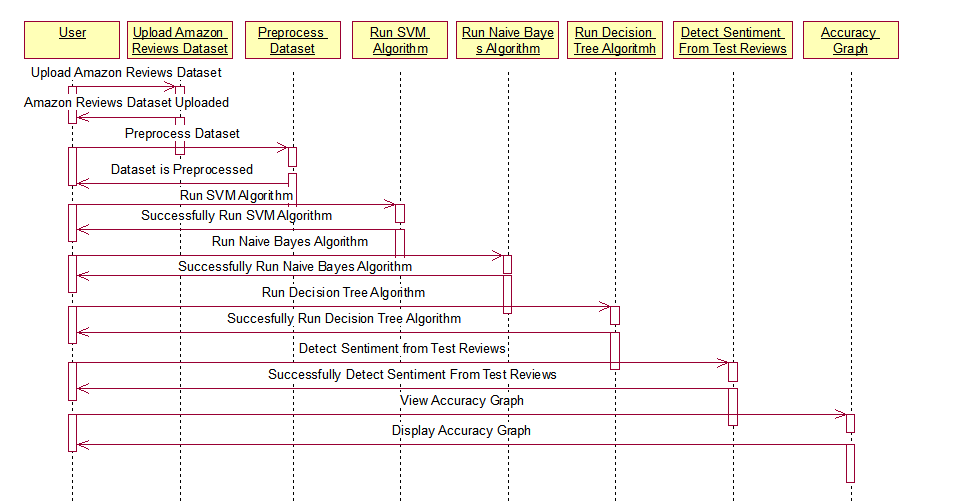 User
Upload Amazon
Reviews Dataset
Preprocess
Dataset
Run SVM
Algorithm
Run Naive Baye
s Algorithm
Run Decision
Tree Algoritmh
Detect Sentiment
From Test Reviews
Accuracy
Graph
Upload Amazon Reviews Dataset
Amazon Reviews Dataset Uploaded
Preprocess Dataset
Dataset is Preprocessed
Run SVM Algorithm
Successfully Run SVM Algorithm
Run Naive Bayes Algorithm
Successfully Run Naive Bayes Algorithm
Run Decision Tree Algorithm
Succesfully Run Decision Tree Algorithm
Detect Sentiment from Test Reviews
Successfully Detect Sentiment From Test Reviews
View Accuracy Graph
Display Accuracy Graph